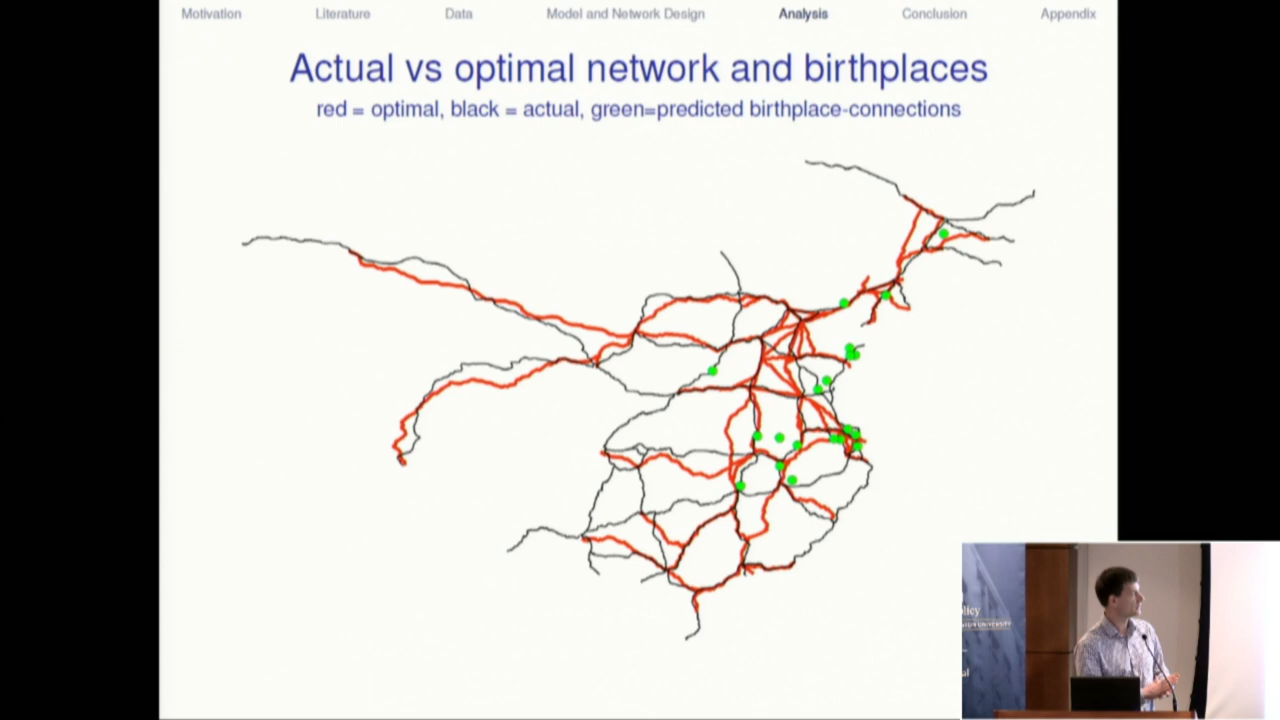 Motivation Literature Data Model and Network Design Analysis Conclusion Appendix
Actual vs optimal network and birthplaces
red = optimal, black = actual, green=predicted birthplace-connections